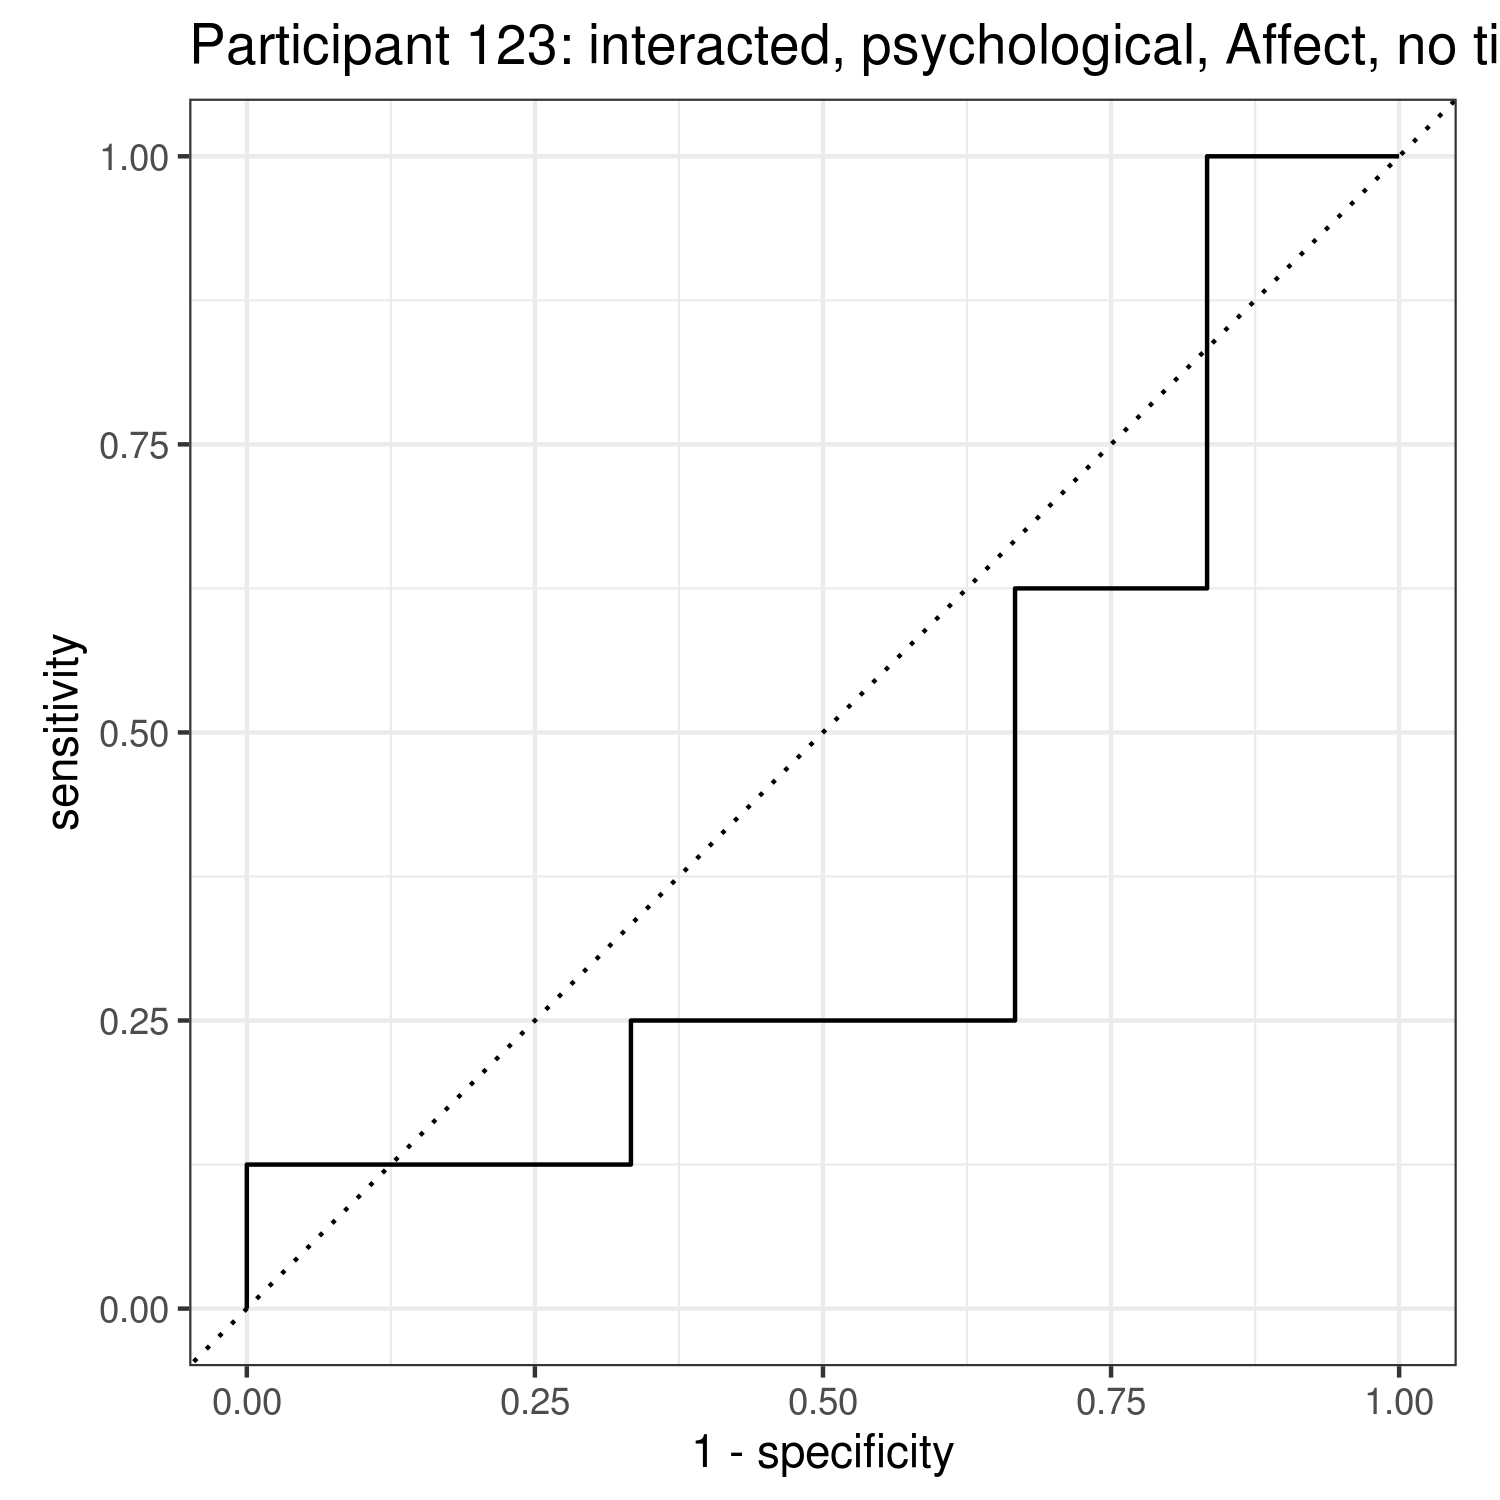 Participant 123: interacted, psychological, Affect, no ti
1.00
0.75
0.50
0.25
0.00
sensitivity
0.00 0.25 0.50 0.75 1.00
1 - specificity